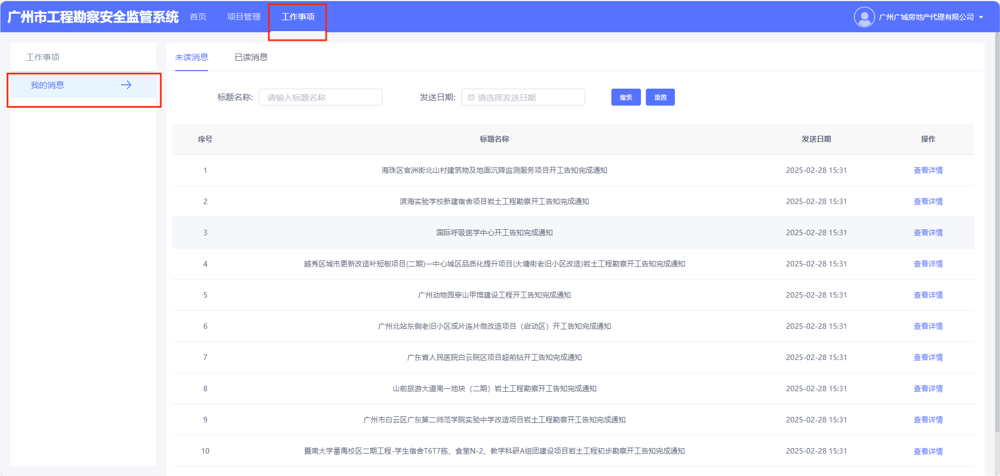 广州市工程勘察安全监管系统 首页 项目管理 工作事项 广州广城房地产代理有限公司
工作事项
我的消息
未读消息 已读消息
标题名称: 请输入标题名称 发送日期: 请选择发送日期 搜索 重置
序号 标题名称 发送日期 操作
1 海珠区官洲街北山村建筑物及地面沉降监测服务项目开工告知完成通知 2025-02-28 15:31 查看详情
2 滨海实验学校新建宿舍项目岩土工程勘察开工告知完成通知 2025-02-28 15:31 查看详情
3 国际呼吸医学中心开工告知完成通知 2025-02-28 15:31 查看详情
4 越秀区城市更新改造补短板项目(二期)一中心城区品质化提升项目(大塘街老旧小区改造)岩土工程勘察开工告知完成通知 2025-02-28 15:31 查看详情
5 广州动物园穿山甲馆建设工程开工告知完成通知 2025-02-28 15:31 查看详情
6 广州北站东侧老旧小区成片连片微改造项目（启动区）开工告知完成通知 2025-02-28 15:31 查看详情
7 广东省人民医院白云院区项目超前钻开工告知完成通知 2025-02-28 15:31 查看详情
8 山前旅游大道南一地块（二期）岩土工程勘察开工告知完成通知 2025-02-28 15:31 查看详情
9 广州市白云区广东第二师范学院实验中学改造项目岩土工程勘察开工告知完成通知 2025-02-28 15:31 查看详情
10 暨南大学番禺校区二期工程-学生宿舍T6T7栋、食堂N-2、教学科研A组团建设项目岩土工程初步勘察开工告知完成通知 2025-02-28 15:31 查看详情